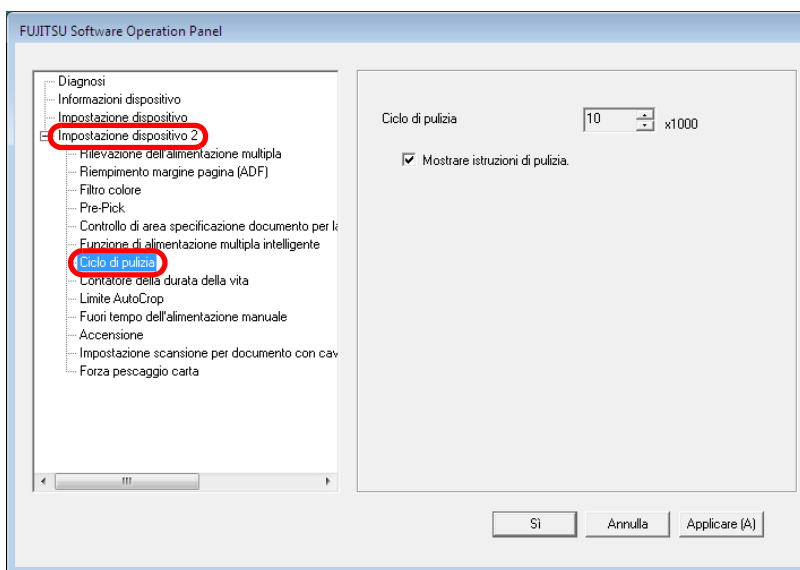 FUJITSU Software Operation Panel
Diagnosi
Informazioni dispositivo
Impostazione dispositivo
Impostazione dispositivo 2
Rilevazione dell'alimentazione multipla
Riempimento margine pagina (ADF)
Filtro colore
Pre-Pick
Controllo di area specificazione documento per la
Funzione di alimentazione multipla intelligente
Ciclo di pulizia
Contatore della durata della vita
Limite AutoCrop
Fuori tempo dell'alimentazione manuale
Accensione
Impostazione scansione per documento con cav
Forza pescaggio carta
Ciclo di pulizia 10 x1000
Mostrare istruzioni di pulizia.
Sì Annulla Applicare (A)